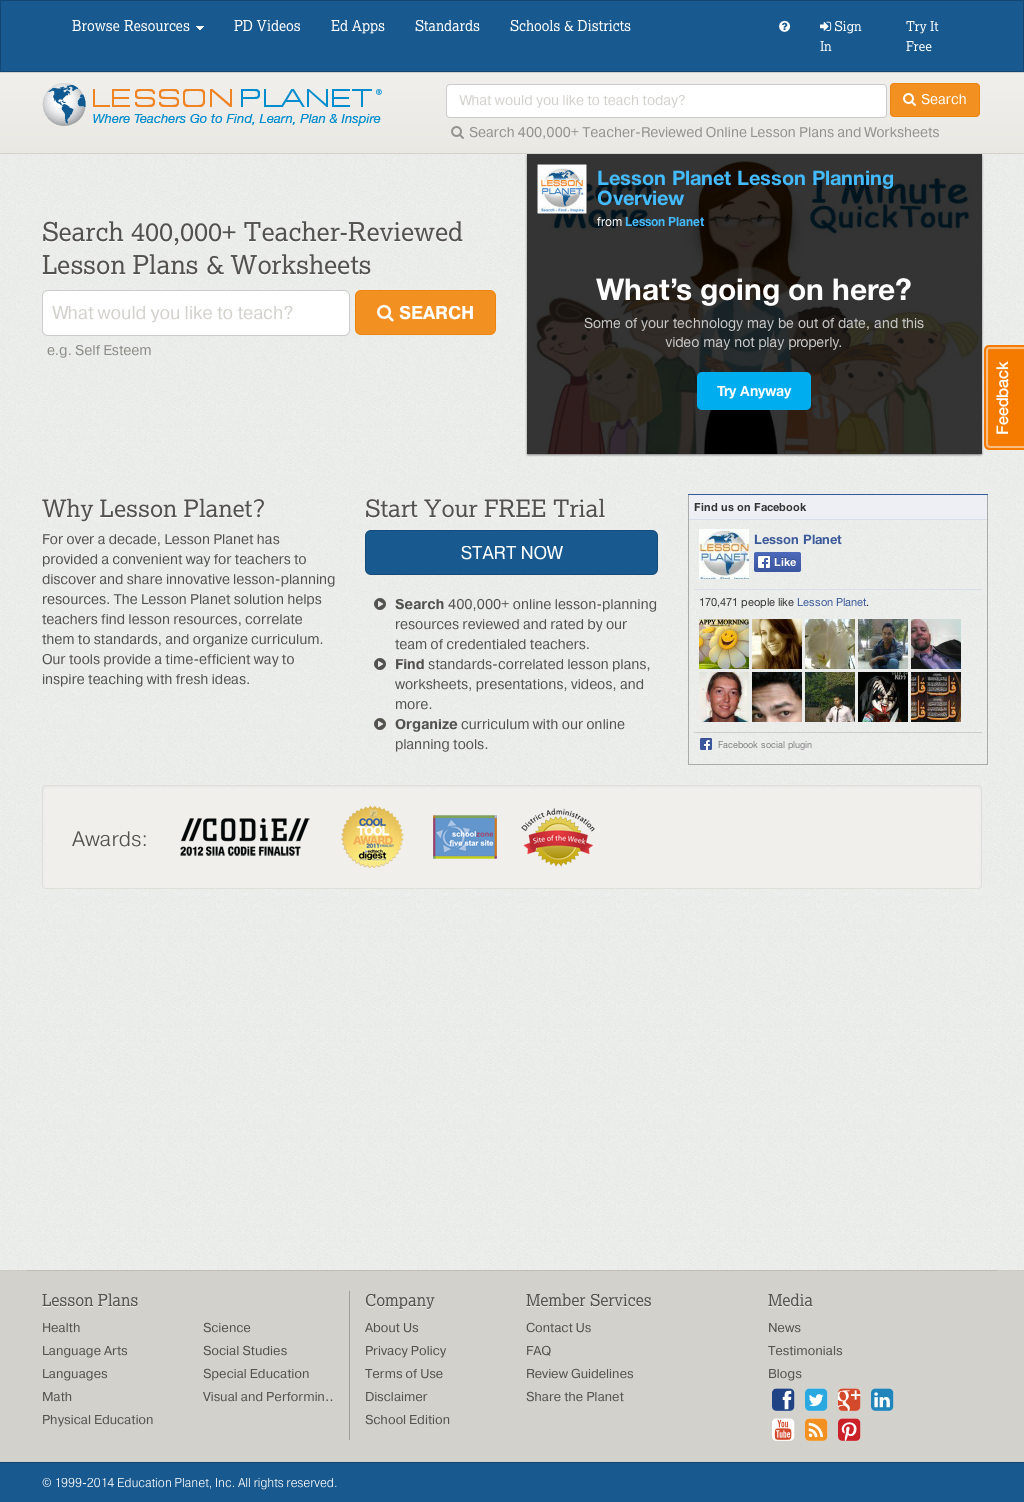 Browse Resources
PD Videos
Ed Apps
Standards
Schools & Districts
Sign In
Try It Free
LESSON PLANET®
Where Teachers Go to Find, Learn, Plan & Inspire
What would you like to teach today?
Search
Search 400,000+ Teacher-Reviewed Online Lesson Plans and Worksheets
Search 400,000+ Teacher-Reviewed
Lesson Plans & Worksheets
What would you like to teach?
SEARCH
e.g. Self Esteem
LESSON PLANET
Search - Find - Inspire
Lesson Planet Lesson Planning
Overview
from Lesson Planet
1 Minute
Quick Tour
What's going on here?
Some of your technology may be out of date, and this
video may not play properly.
Try Anyway
Feedback
Why Lesson Planet?
For over a decade, Lesson Planet has
provided a convenient way for teachers to
discover and share innovative lesson-planning
resources. The Lesson Planet solution helps
teachers find lesson resources, correlate
them to standards, and organize curriculum.
Our tools provide a time-efficient way to
inspire teaching with fresh ideas.
Start Your FREE Trial
START NOW
Search 400,000+ online lesson-planning
resources reviewed and rated by our
team of credentialed teachers.
Find standards-correlated lesson plans,
worksheets, presentations, videos, and
more.
Organize curriculum with our online
planning tools.
Find us on Facebook
LESSON PLANET
Lesson Planet
Like
170,471 people like Lesson Planet.
APPY MORNING
Facebook social plugin
Awards:
//CODiE//
2012 SIIA CODiE FINALIST
COOL
TOOL
AWARD
2011 FINALIST
edtech
digest
schoolzone
five star site
District Administration
Site of the Week
Lesson Plans
Health
Language Arts
Languages
Math
Physical Education
Science
Social Studies
Special Education
Visual and Performin..
Company
About Us
Privacy Policy
Terms of Use
Disclaimer
School Edition
Member Services
Contact Us
FAQ
Review Guidelines
Share the Planet
Media
News
Testimonials
Blogs
You
Tube
© 1999-2014 Education Planet, Inc. All rights reserved.